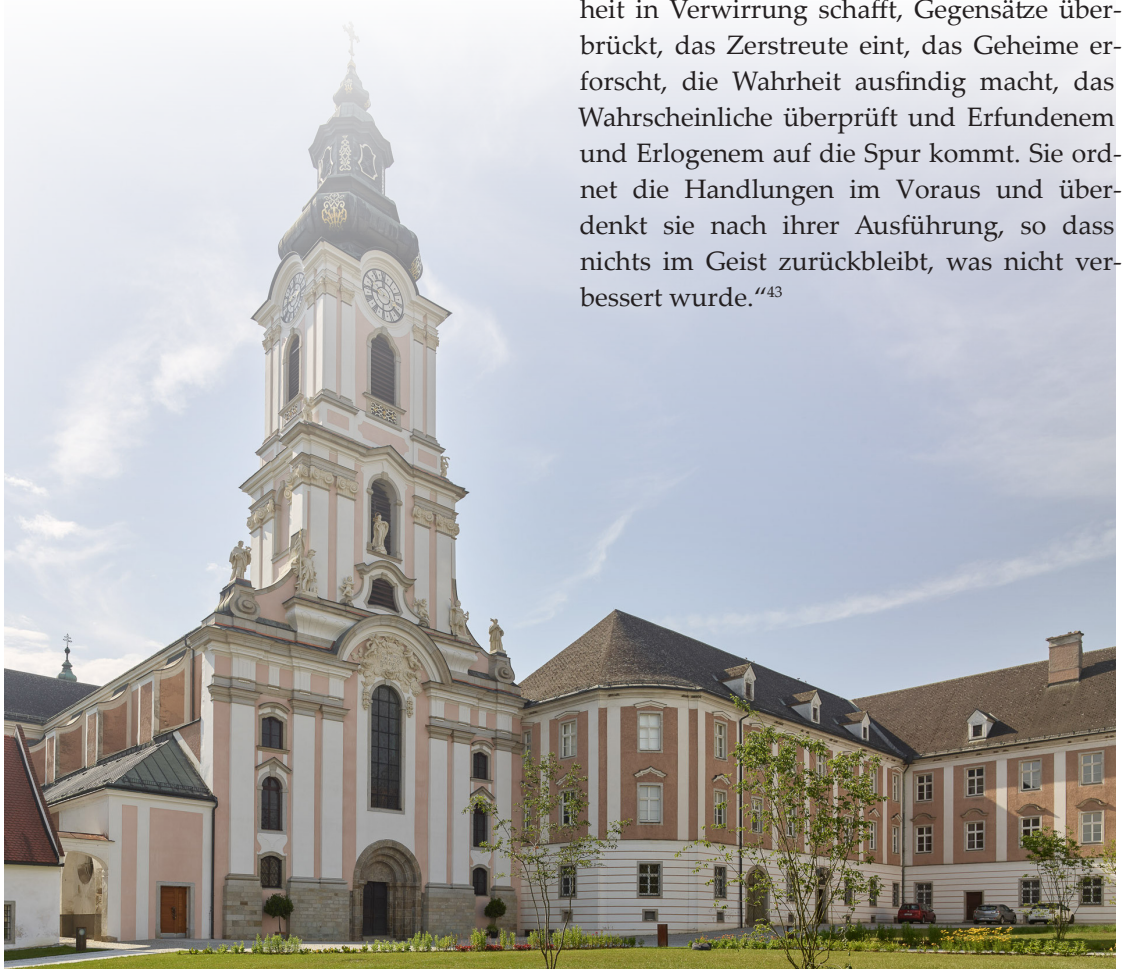 heit in Verwirrung schafft, Gegensätze über-
brückt, das Zerstreute eint, das Geheime er-
forscht, die Wahrheit ausfindig macht, das
Wahrscheinliche überprüft und Erfundenem
und Erlogenem auf die Spur kommt. Sie ord-
net die Handlungen im Voraus und über-
denkt sie nach ihrer Ausführung, so dass
nichts im Geist zurückbleibt, was nicht ver-
bessert wurde.“43